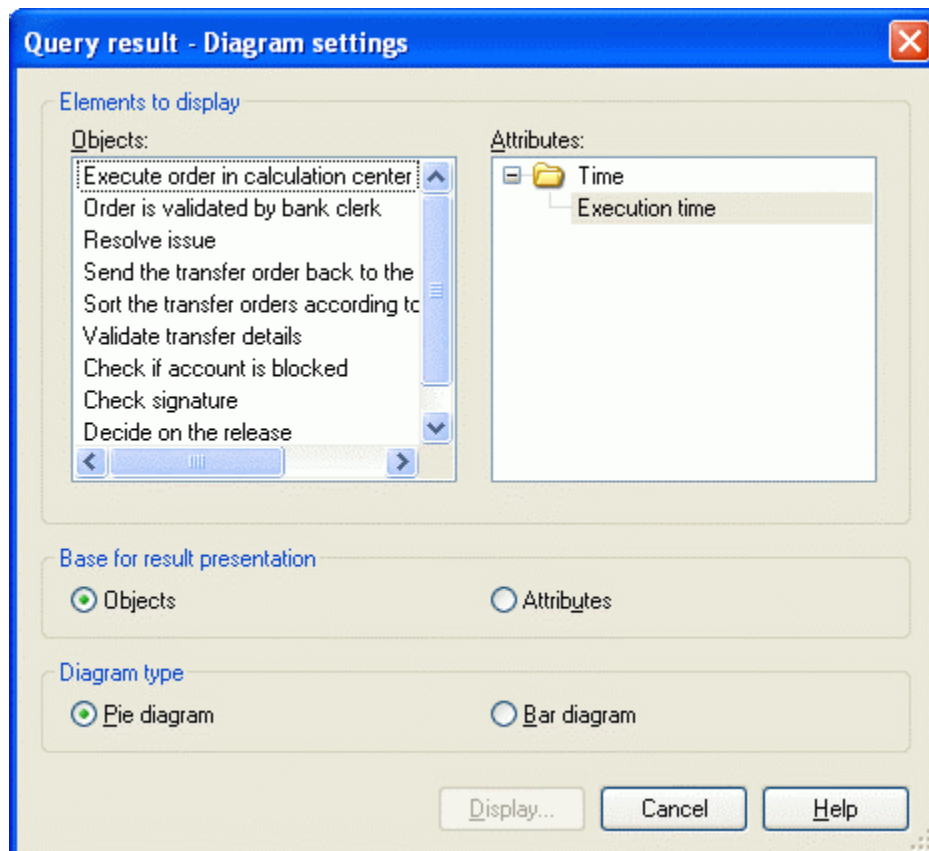 Query result - Diagram settings
Elements to display
Objects:
Execute order in calculation center
Order is validated by bank clerk
Resolve issue
Send the transfer order back to the
Sort the transfer orders according to
Validate transfer details
Check if account is blocked
Check signature
Decide on the release
Attributes:
Time
Execution time
Base for result presentation
Objects
Attributes
Diagram type
Pie diagram
Bar diagram
Display...
Cancel
Help